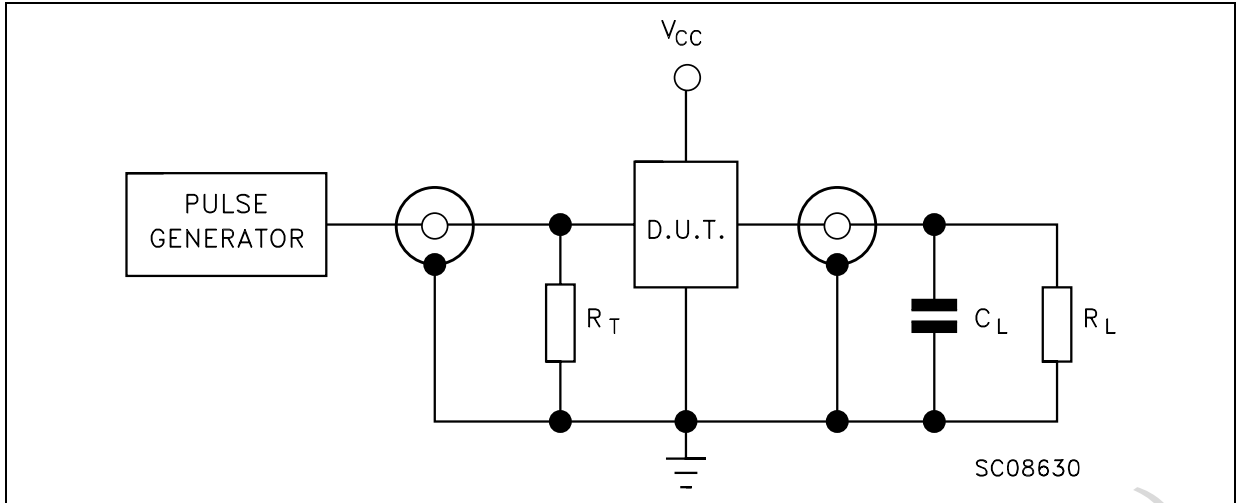 VCC
PULSE
GENERATOR
D.U.T.
RT
CL
RL
SC08630